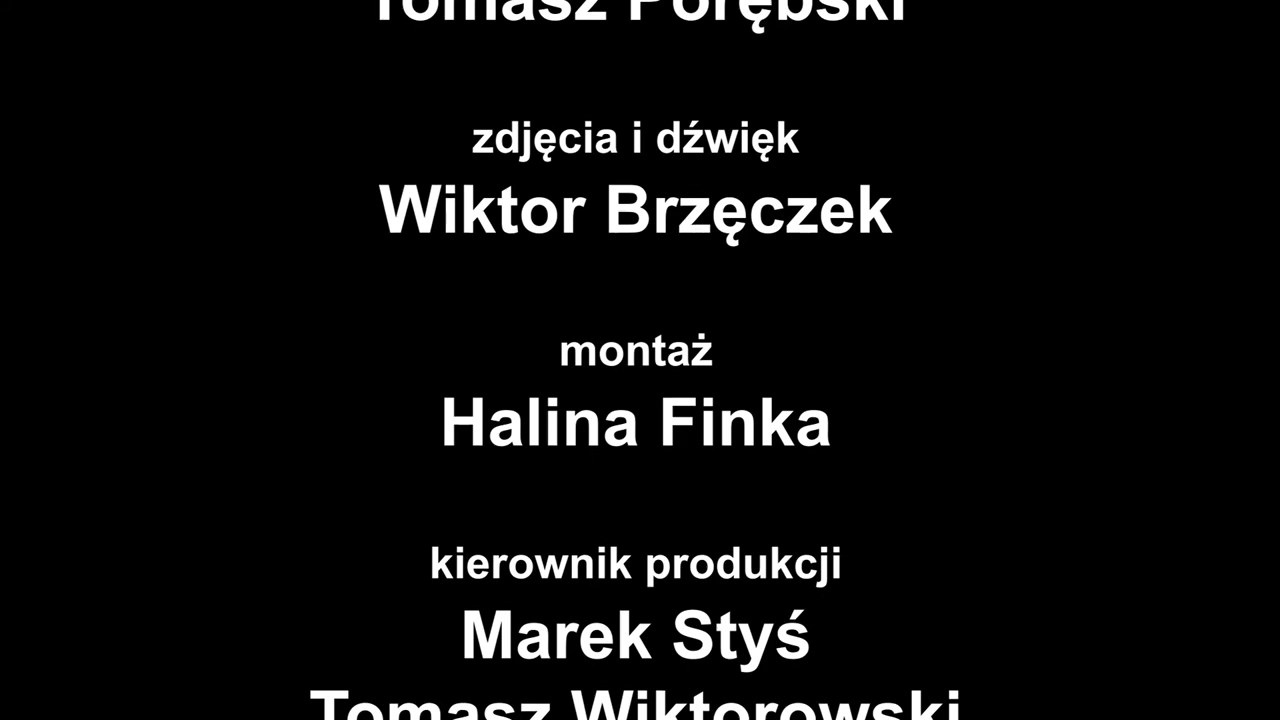 Tomasz Porębski
zdjęcia i dźwięk
Wiktor Brzęczek
montaż
Halina Finka
kierownik produkcji
Marek Styś
Tomasz Wiktorowski